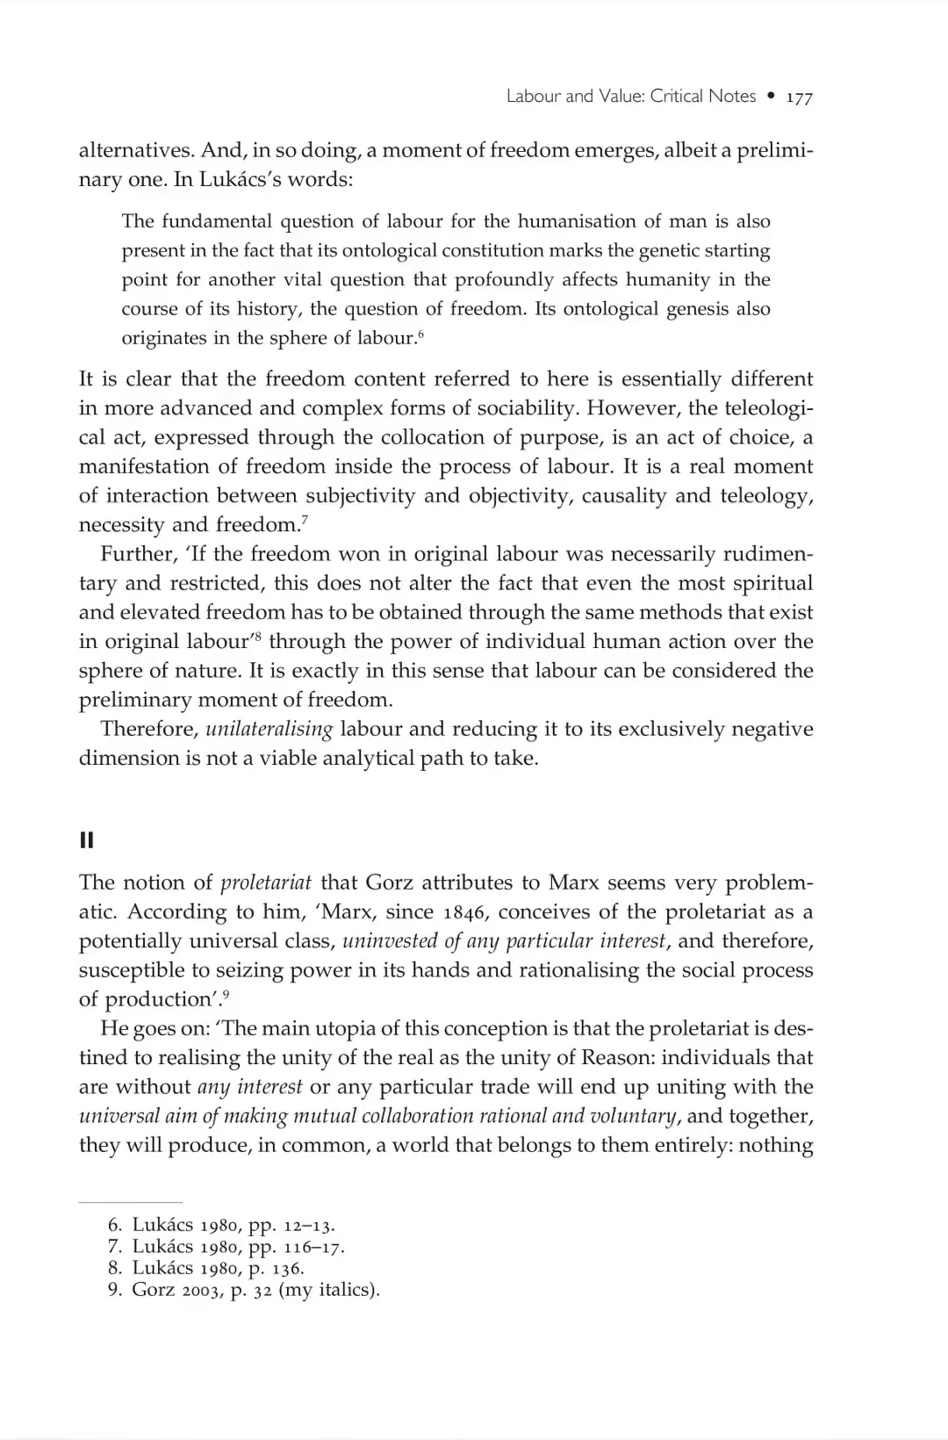 Labour and Value: Critical Notes • 177
alternatives. And, in so doing, a moment of freedom emerges, albeit a prelimi-
nary one. In Lukács’s words:
The fundamental question of labour for the humanisation of man is also
present in the fact that its ontological constitution marks the genetic starting
point for another vital question that profoundly affects humanity in the
course of its history, the question of freedom. Its ontological genesis also
originates in the sphere of labour.⁶
It is clear that the freedom content referred to here is essentially different
in more advanced and complex forms of sociability. However, the teleologi-
cal act, expressed through the collocation of purpose, is an act of choice, a
manifestation of freedom inside the process of labour. It is a real moment
of interaction between subjectivity and objectivity, causality and teleology,
necessity and freedom.⁷
Further, ‘If the freedom won in original labour was necessarily rudimen-
tary and restricted, this does not alter the fact that even the most spiritual
and elevated freedom has to be obtained through the same methods that exist
in original labour’⁸ through the power of individual human action over the
sphere of nature. It is exactly in this sense that labour can be considered the
preliminary moment of freedom.
Therefore, unilateralising labour and reducing it to its exclusively negative
dimension is not a viable analytical path to take.
II
The notion of proletariat that Gorz attributes to Marx seems very problem-
atic. According to him, ‘Marx, since 1846, conceives of the proletariat as a
potentially universal class, uninvested of any particular interest, and therefore,
susceptible to seizing power in its hands and rationalising the social process
of production’.⁹
He goes on: ‘The main utopia of this conception is that the proletariat is des-
tined to realising the unity of the real as the unity of Reason: individuals that
are without any interest or any particular trade will end up uniting with the
universal aim of making mutual collaboration rational and voluntary, and together,
they will produce, in common, a world that belongs to them entirely: nothing
6. Lukács 1980, pp. 12–13.
7. Lukács 1980, pp. 116–17.
8. Lukács 1980, p. 136.
9. Gorz 2003, p. 32 (my italics).